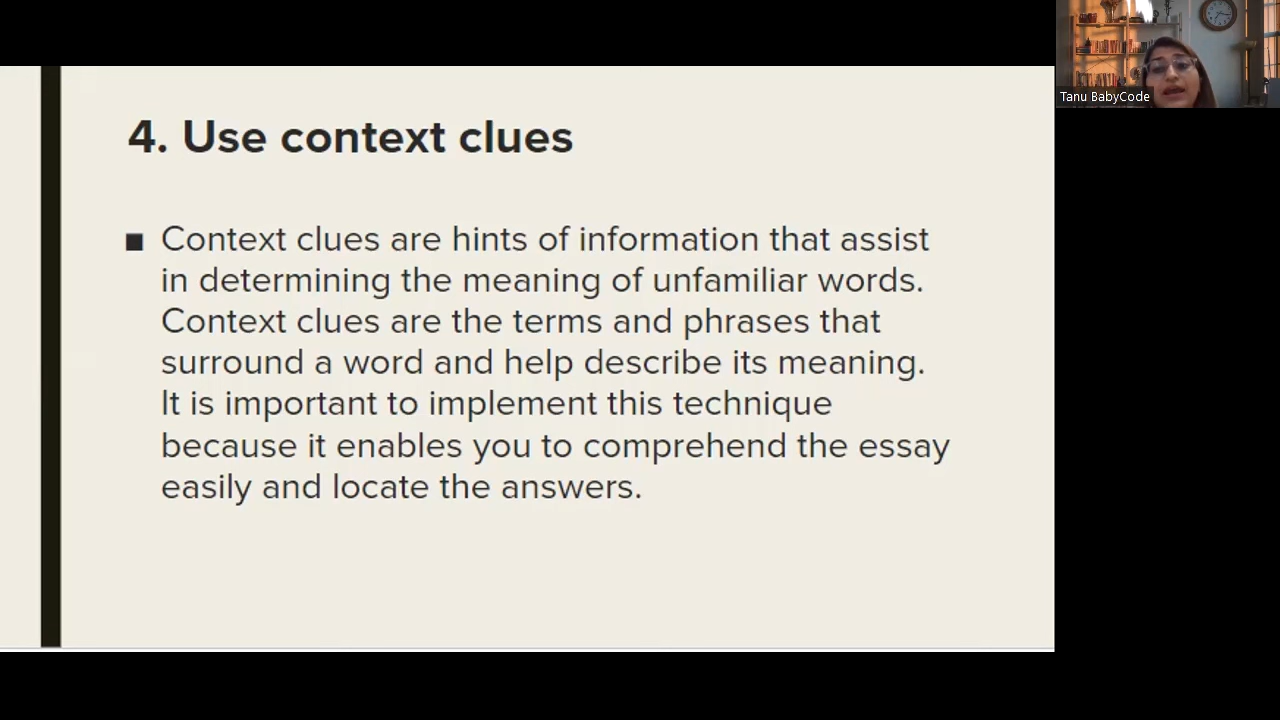 4. Use context clues
■ Context clues are hints of information that assist
in determining the meaning of unfamiliar words.
Context clues are the terms and phrases that
surround a word and help describe its meaning.
It is important to implement this technique
because it enables you to comprehend the essay
easily and locate the answers.
Tanu BabyCode